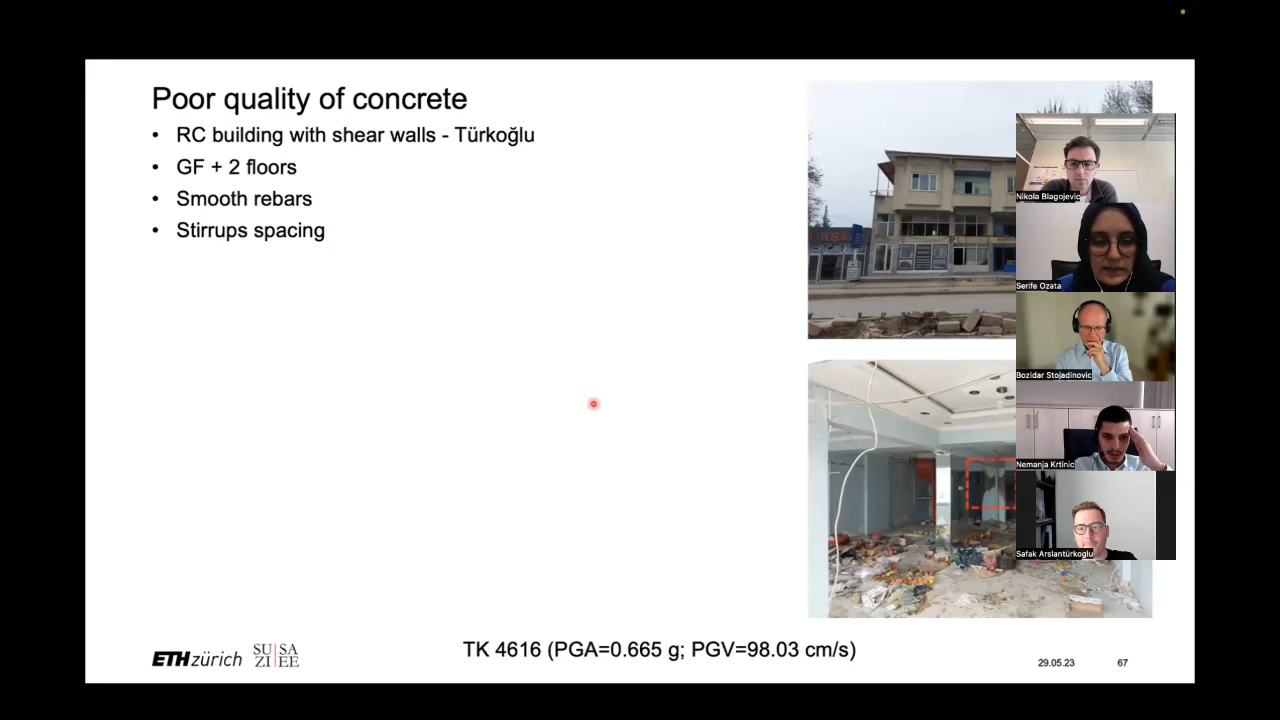 Poor quality of concrete
• RC building with shear walls - Türkoğlu
• GF + 2 floors
• Smooth rebars
• Stirrups spacing
Nikola Blagojevic
Serife Ozata
Bozidar Stojadinovic
Nemanja Krtinic
Safak Arslantürkoglu
TK 4616 (PGA=0.665 g; PGV=98.03 cm/s)
ETH zürich
SU|SA
ZI|EE
29.05.23
67